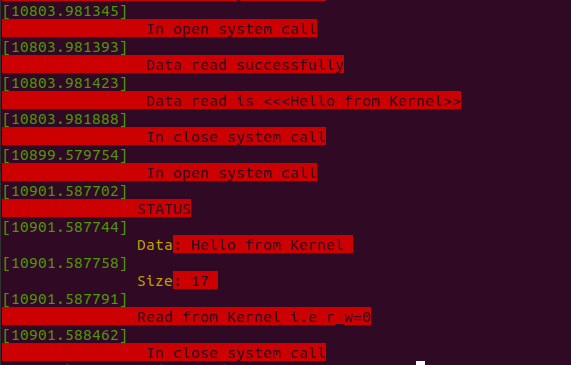 [10803.981345]
In open system call
[10803.981393]
Data read successfully
[10803.981423]
Data read is <<<Hello from Kernel>>
[10803.981888]
In close system call
[10899.579754]
In open system call
[10901.587702]
STATUS
[10901.587744]
Data: Hello from Kernel
[10901.587758]
Size: 17
[10901.587791]
Read from Kernel i.e r_w=0
[10901.588462]
In close system call